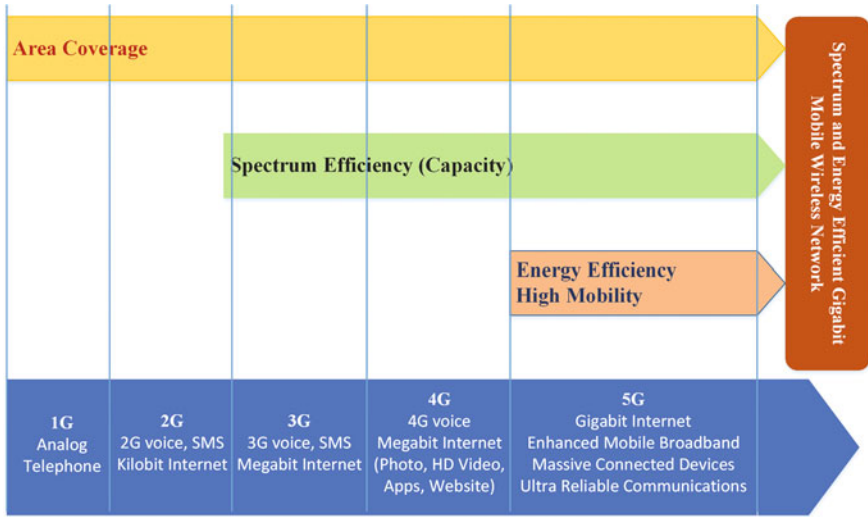 Area Coverage
Spectrum Efficiency (Capacity)
Energy Efficiency
High Mobility
Spectrum and Energy Efficient Gigabit
Mobile Wireless Network
1G
Analog
Telephone
2G
2G voice, SMS
Kilobit Internet
3G
3G voice, SMS
Megabit Internet
4G
4G voice
Megabit Internet
(Photo, HD Video,
Apps, Website)
5G
Gigabit Internet
Enhanced Mobile Broadband
Massive Connected Devices
Ultra Reliable Communications